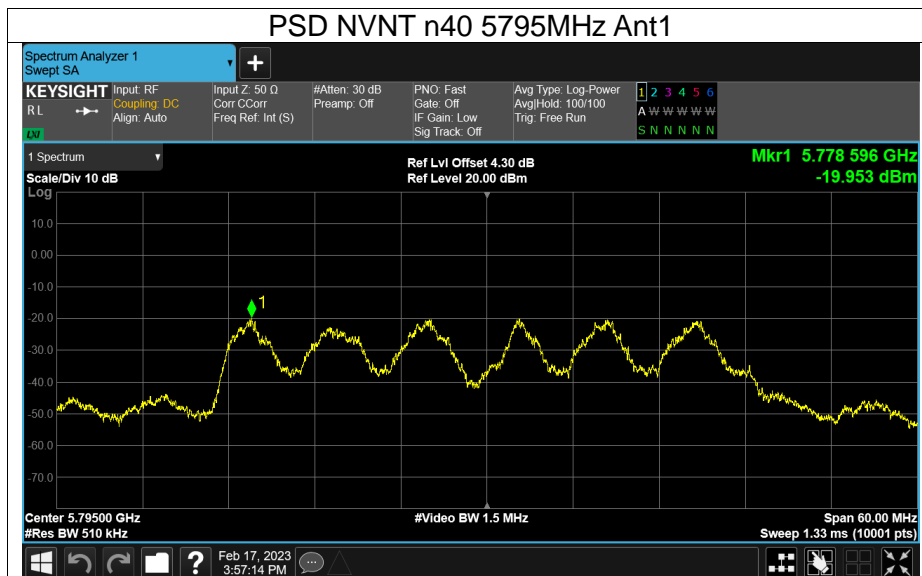 PSD NVNT n40 5795MHz Ant1
Spectrum Analyzer 1
Swept SA
KEYSIGHT
RL
LXI
Input: RF
Coupling: DC
Align: Auto
Input Z: 50 Ω
Corr CCorr
Freq Ref: Int (S)
#Atten: 30 dB
Preamp: Off
PNO: Fast
Gate: Off
IF Gain: Low
Sig Track: Off
Avg Type: Log-Power
Avg|Hold: 100/100
Trig: Free Run
1 2 3 4 5 6
A W W W W W
S N N N N N
1 Spectrum
Scale/Div 10 dB
Ref Lvl Offset 4.30 dB
Ref Level 20.00 dBm
Mkr1 5.778 596 GHz
-19.953 dBm
Log
10.0
0.00
-10.0
-20.0
-30.0
-40.0
-50.0
-60.0
-70.0
1
Center 5.79500 GHz
#Res BW 510 kHz
#Video BW 1.5 MHz
Span 60.00 MHz
Sweep 1.33 ms (10001 pts)
Feb 17, 2023
3:57:14 PM